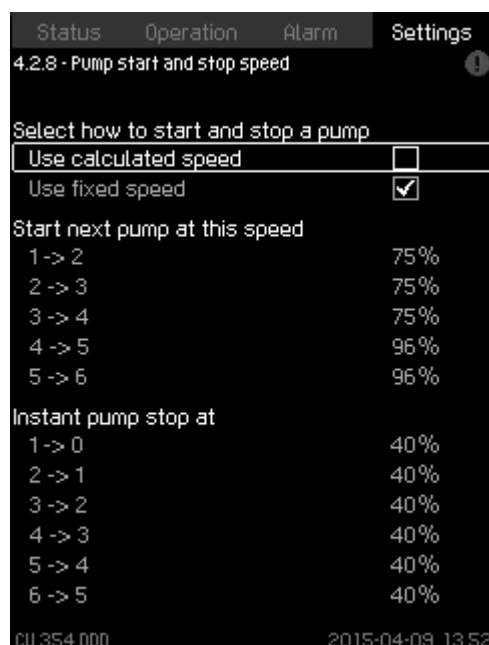 Status Operation Alarm Settings
4.2.8 - Pump start and stop speed
Select how to start and stop a pump
Use calculated speed
Use fixed speed
Start next pump at this speed
1 -> 2 75%
2 -> 3 75%
3 -> 4 75%
4 -> 5 96%
5 -> 6 96%
Instant pump stop at
1 -> 0 40%
2 -> 1 40%
3 -> 2 40%
4 -> 3 40%
5 -> 4 40%
6 -> 5 40%
CU 354 DDD 2015-04-09 13:52